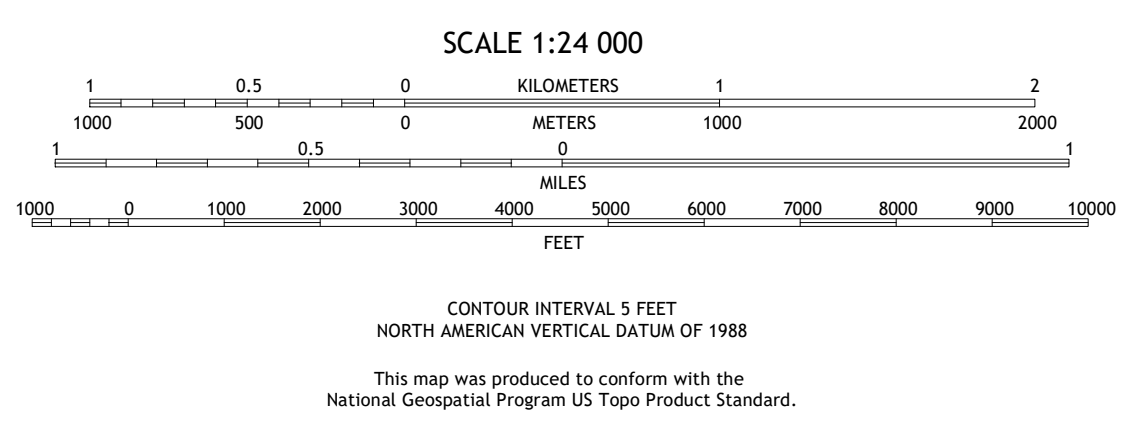 SCALE 1:24 000
1 0.5 0 KILOMETERS 1 2
1000 500 0 METERS 1000 2000
1 0.5 0 1
MILES
1000 0 1000 2000 3000 4000 5000 6000 7000 8000 9000 10000
FEET
CONTOUR INTERVAL 5 FEET
NORTH AMERICAN VERTICAL DATUM OF 1988
This map was produced to conform with the
National Geospatial Program US Topo Product Standard.